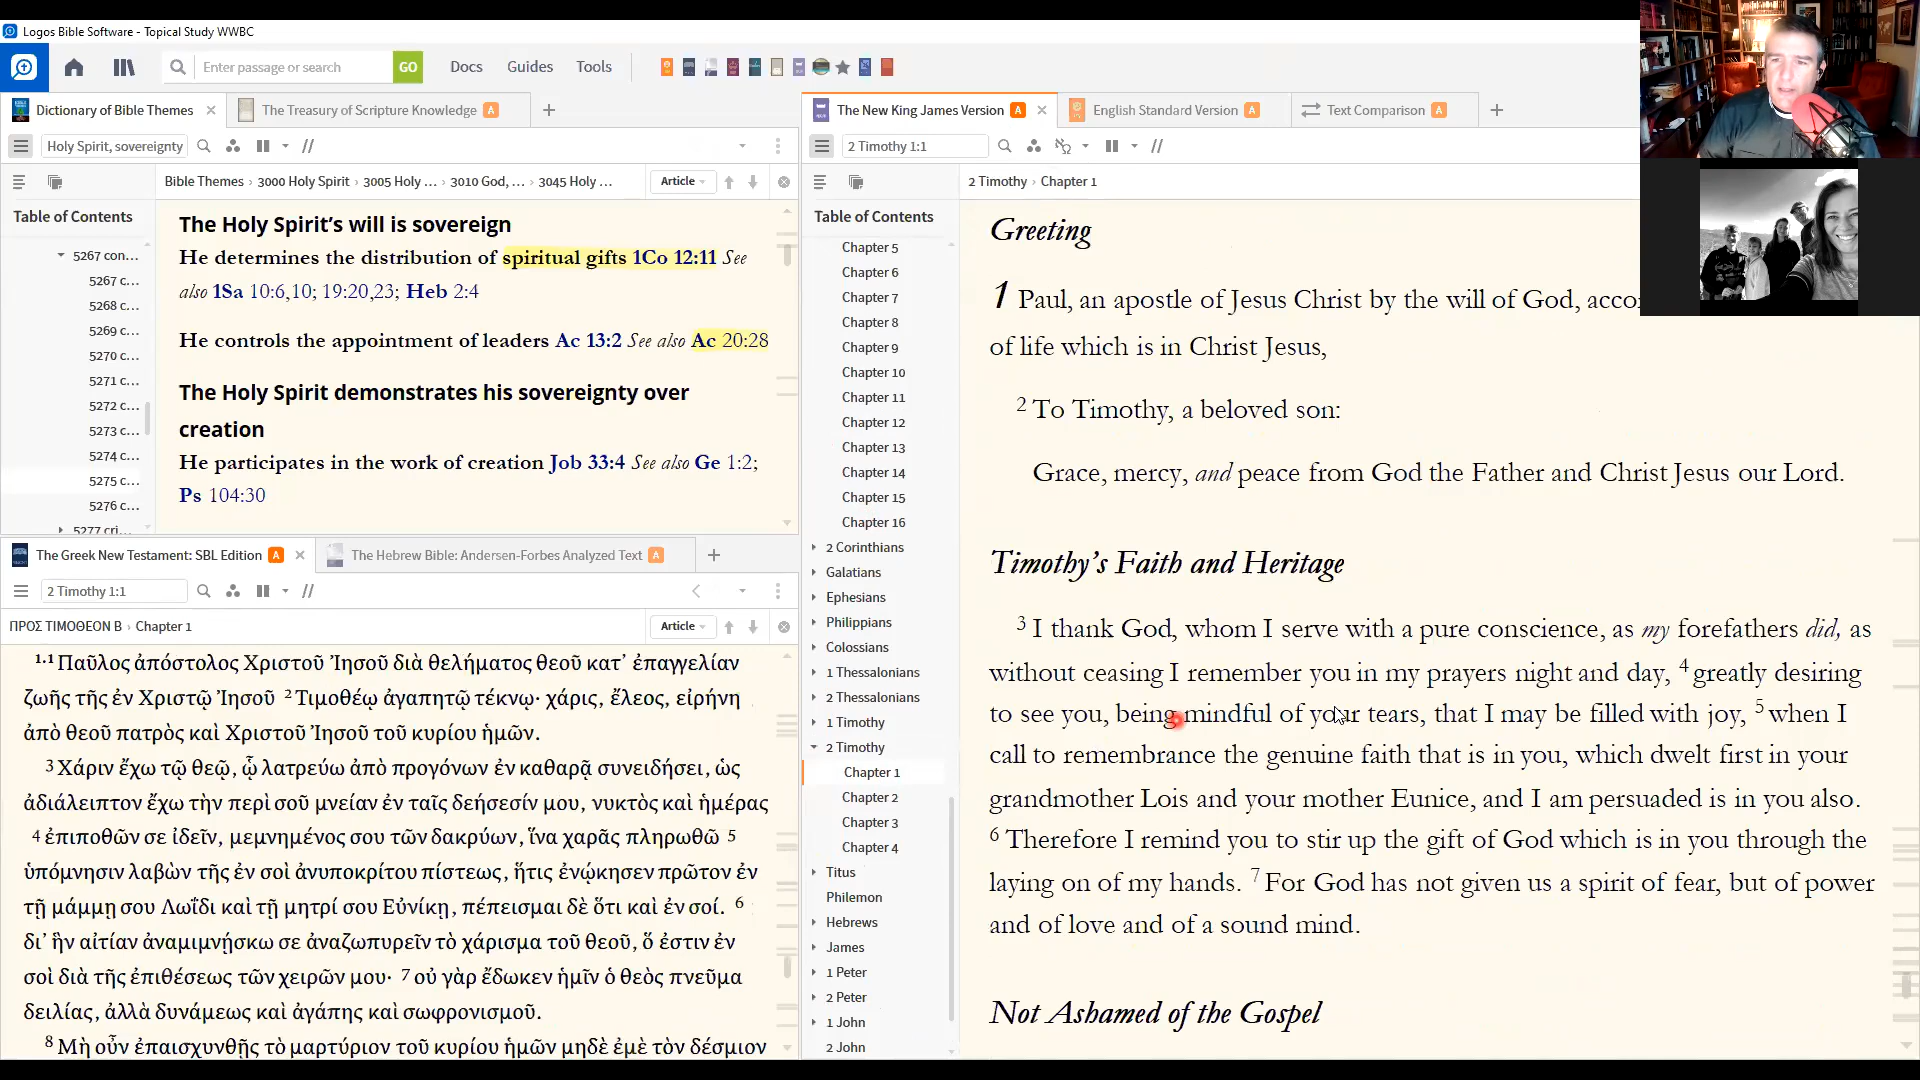 Logos Bible Software - Topical Study WWBC
Enter passage or search
GO
Docs
Guides
Tools
Dictionary of Bible Themes
The Treasury of Scripture Knowledge A
Holy Spirit, sovereignty
Bible Themes › 3000 Holy Spirit › 3005 Holy ... › 3010 God, ... › 3045 Holy ...
Article
Table of Contents
5267 con...
5267 c...
5268 c...
5269 c...
5270 c...
5271 c...
5272 c...
5273 c...
5274 c...
5275 c...
5276 c...
5277 cri...
The Holy Spirit’s will is sovereign
He determines the distribution of spiritual gifts 1Co 12:11 See
also 1Sa 10:6,10; 19:20,23; Heb 2:4
He controls the appointment of leaders Ac 13:2 See also Ac 20:28
The Holy Spirit demonstrates his sovereignty over
creation
He participates in the work of creation Job 33:4 See also Ge 1:2;
Ps 104:30
The Greek New Testament: SBL Edition A
The Hebrew Bible: Andersen-Forbes Analyzed Text A
2 Timothy 1:1
ΠΡΟΣ ΤΙΜΟΘΕΟΝ Β › Chapter 1
Article
1.1 Παῦλος ἀπόστολος Χριστοῦ Ἰησοῦ διὰ θελήματος θεοῦ κατ’ ἐπαγγελίαν
ζωῆς τῆς ἐν Χριστῷ Ἰησοῦ 2 Τιμοθέῳ ἀγαπητῷ τέκνῳ· χάρις, ἔλεος, εἰρήνη
ἀπὸ θεοῦ πατρὸς καὶ Χριστοῦ Ἰησοῦ τοῦ κυρίου ἡμῶν.
3 Χάριν ἔχω τῷ θεῷ, ᾧ λατρεύω ἀπὸ προγόνων ἐν καθαρᾷ συνειδήσει, ὡς
ἀδιάλειπτον ἔχω τὴν περὶ σοῦ μνείαν ἐν ταῖς δεήσεσίν μου, νυκτὸς καὶ ἡμέρας
4 ἐπιποθῶν σε ἰδεῖν, μεμνημένος σου τῶν δακρύων, ἵνα χαρᾶς πληρωθῶ 5
ὑπόμνησιν λαβὼν τῆς ἐν σοὶ ἀνυποκρίτου πίστεως, ἥτις ἐνῴκησεν πρῶτον ἐν
τῇ μάμμῃ σου Λωΐδι καὶ τῇ μητρί σου Εὐνίκῃ, πέπεισμαι δὲ ὅτι καὶ ἐν σοί. 6
δι’ ἣν αἰτίαν ἀναμιμνῄσκω σε ἀναζωπυρεῖν τὸ χάρισμα τοῦ θεοῦ, ὅ ἐστιν ἐν
σοὶ διὰ τῆς ἐπιθέσεως τῶν χειρῶν μου· 7 οὐ γὰρ ἔδωκεν ἡμῖν ὁ θεὸς πνεῦμα
δειλίας, ἀλλὰ δυνάμεως καὶ ἀγάπης καὶ σωφρονισμοῦ.
8 Μὴ οὖν ἐπαισχυνθῇς τὸ μαρτύριον τοῦ κυρίου ἡμῶν μηδὲ ἐμὲ τὸν δέσμιον
The New King James Version A
English Standard Version A
Text Comparison A
2 Timothy 1:1
2 Timothy › Chapter 1
Table of Contents
Chapter 5
Chapter 6
Chapter 7
Chapter 8
Chapter 9
Chapter 10
Chapter 11
Chapter 12
Chapter 13
Chapter 14
Chapter 15
Chapter 16
2 Corinthians
Galatians
Ephesians
Philippians
Colossians
1 Thessalonians
2 Thessalonians
1 Timothy
2 Timothy
Chapter 1
Chapter 2
Chapter 3
Chapter 4
Titus
Philemon
Hebrews
James
1 Peter
2 Peter
1 John
2 John
Greeting
1 Paul, an apostle of Jesus Christ by the will of God, acco
of life which is in Christ Jesus,
2 To Timothy, a beloved son:
Grace, mercy, and peace from God the Father and Christ Jesus our Lord.
Timothy’s Faith and Heritage
3 I thank God, whom I serve with a pure conscience, as my forefathers did, as
without ceasing I remember you in my prayers night and day, 4 greatly desiring
to see you, being mindful of your tears, that I may be filled with joy, 5 when I
call to remembrance the genuine faith that is in you, which dwelt first in your
grandmother Lois and your mother Eunice, and I am persuaded is in you also.
6 Therefore I remind you to stir up the gift of God which is in you through the
laying on of my hands. 7 For God has not given us a spirit of fear, but of power
and of love and of a sound mind.
Not Ashamed of the Gospel